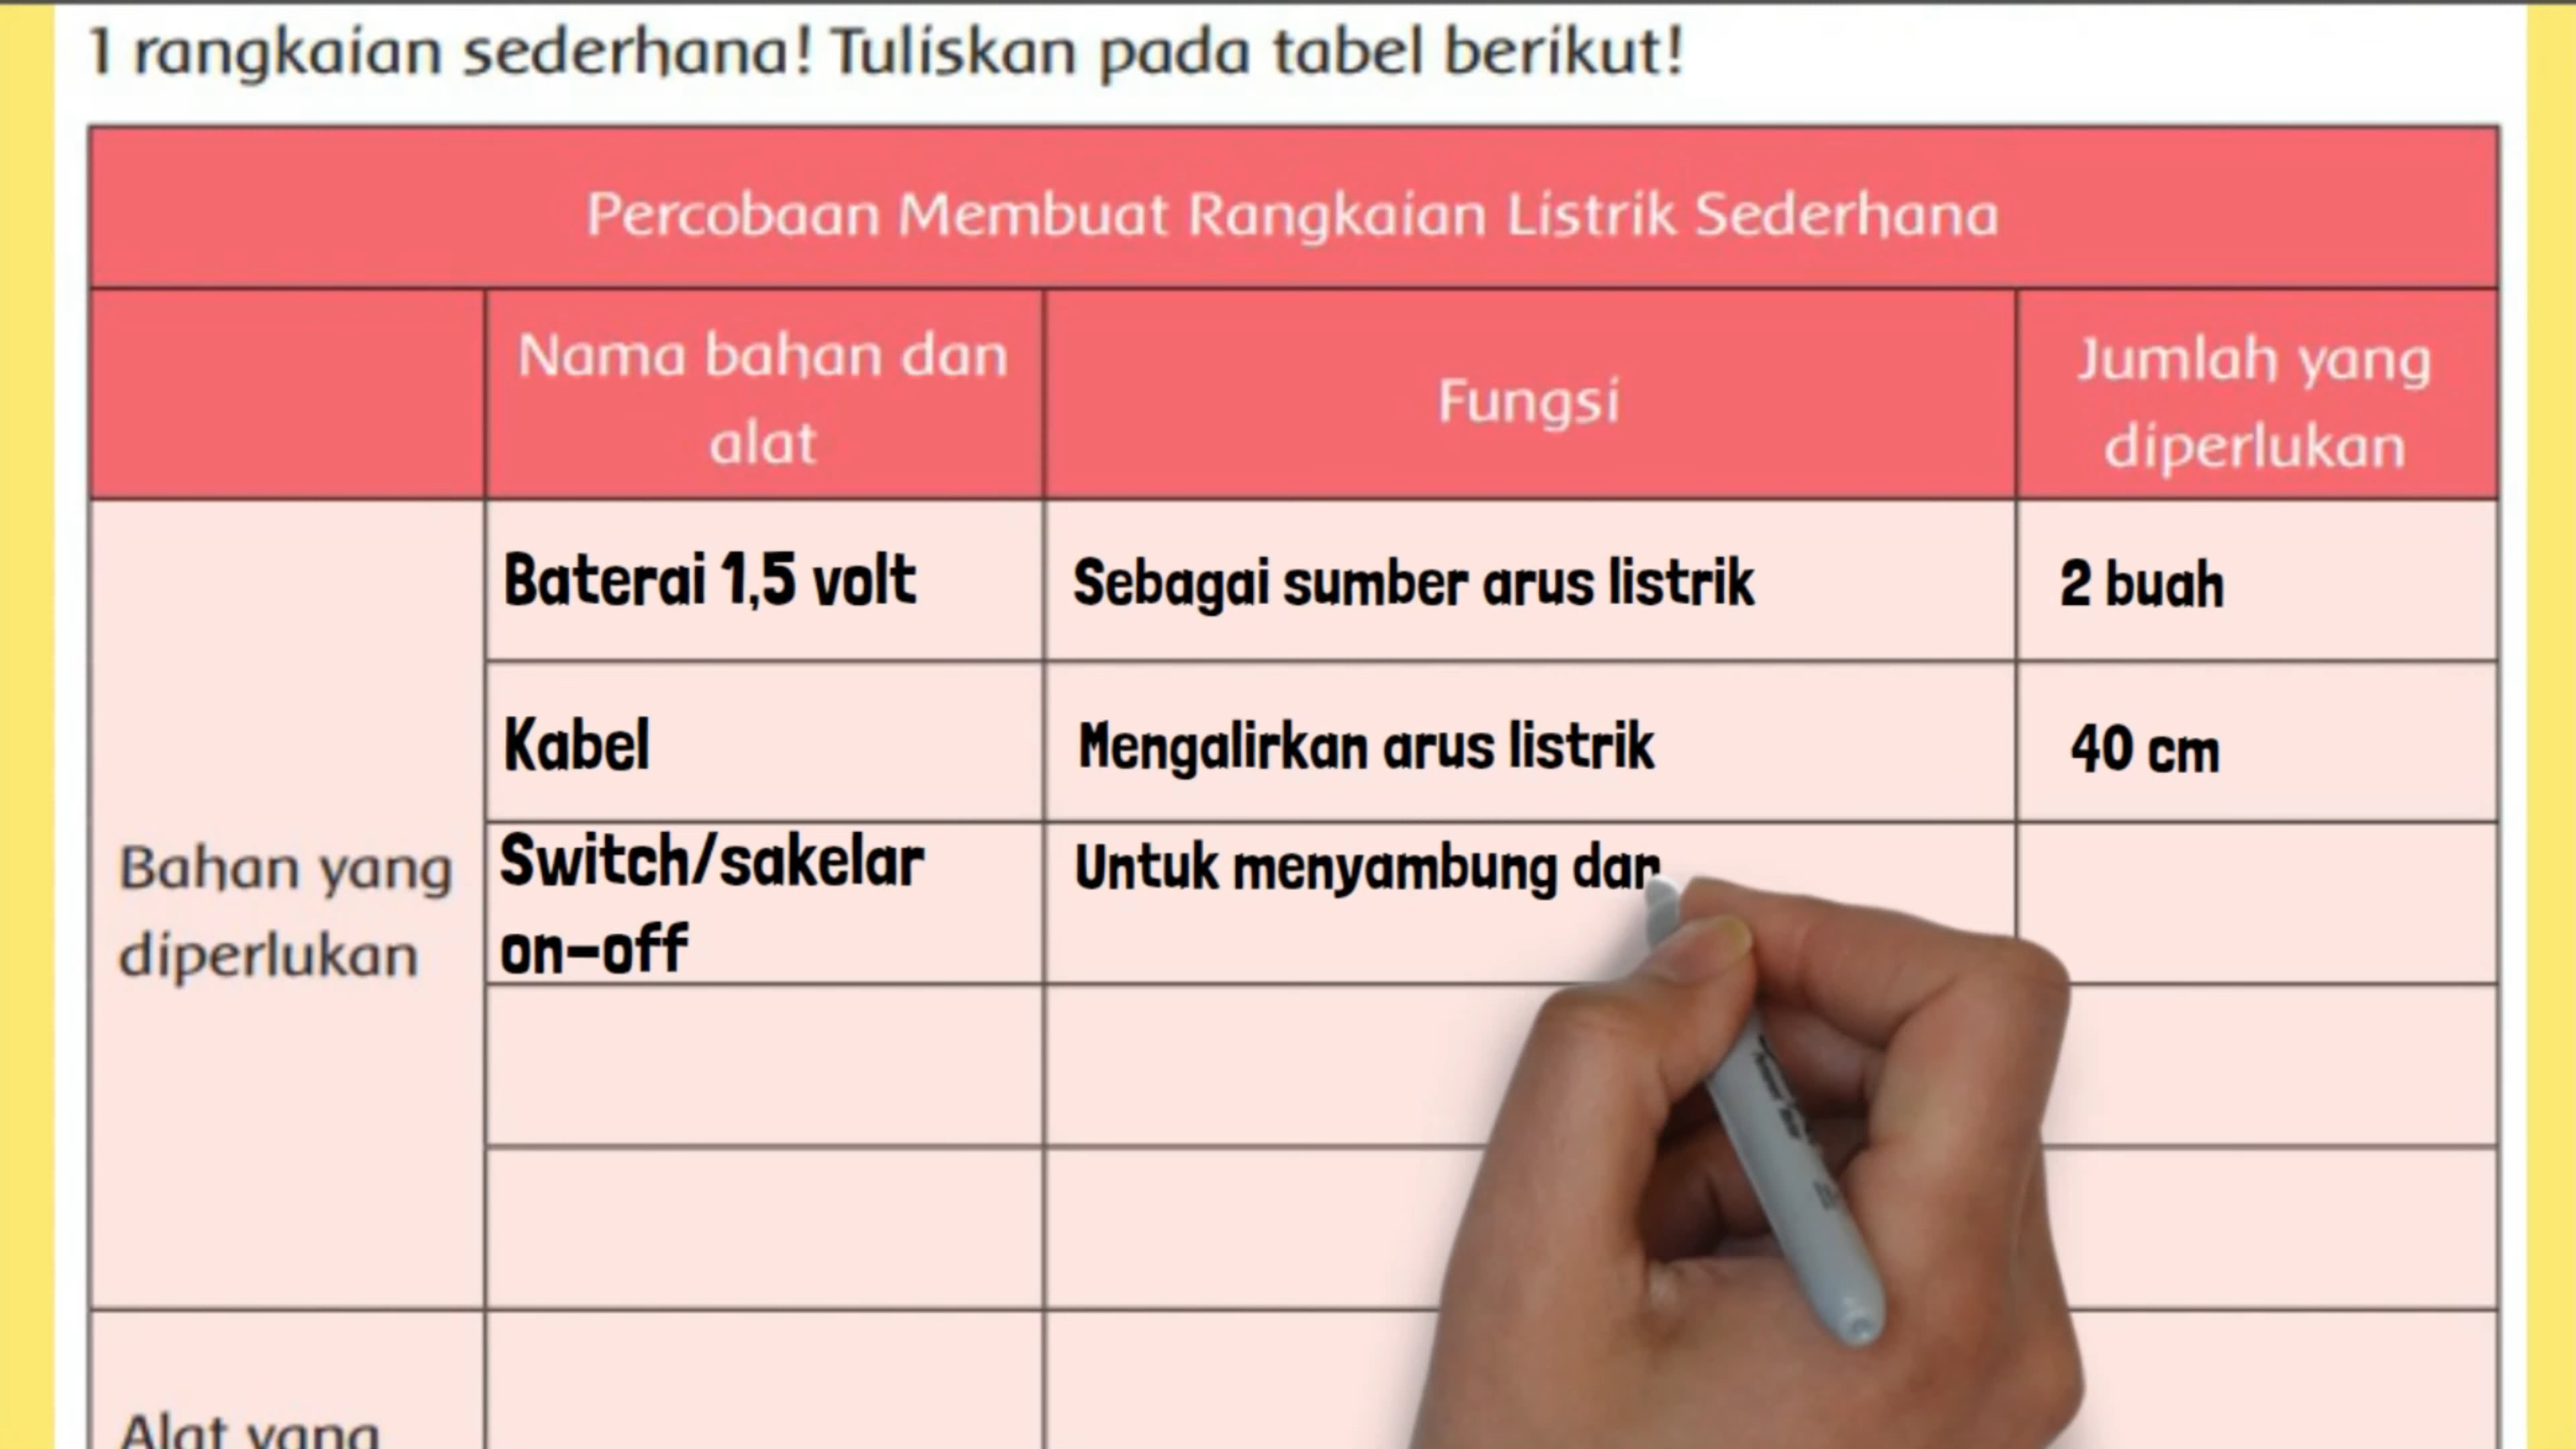 1 rangkaian sederhana! Tuliskan pada tabel berikut!
Percobaan Membuat Rangkaian Listrik Sederhana
Nama bahan dan
alat
Fungsi
Jumlah yang
diperlukan
Bahan yang
diperlukan
Baterai 1,5 volt
Sebagai sumber arus listrik
2 buah
Kabel
Mengalirkan arus listrik
40 cm
Switch/sakelar
on-off
Untuk menyambung dan
Alat yang